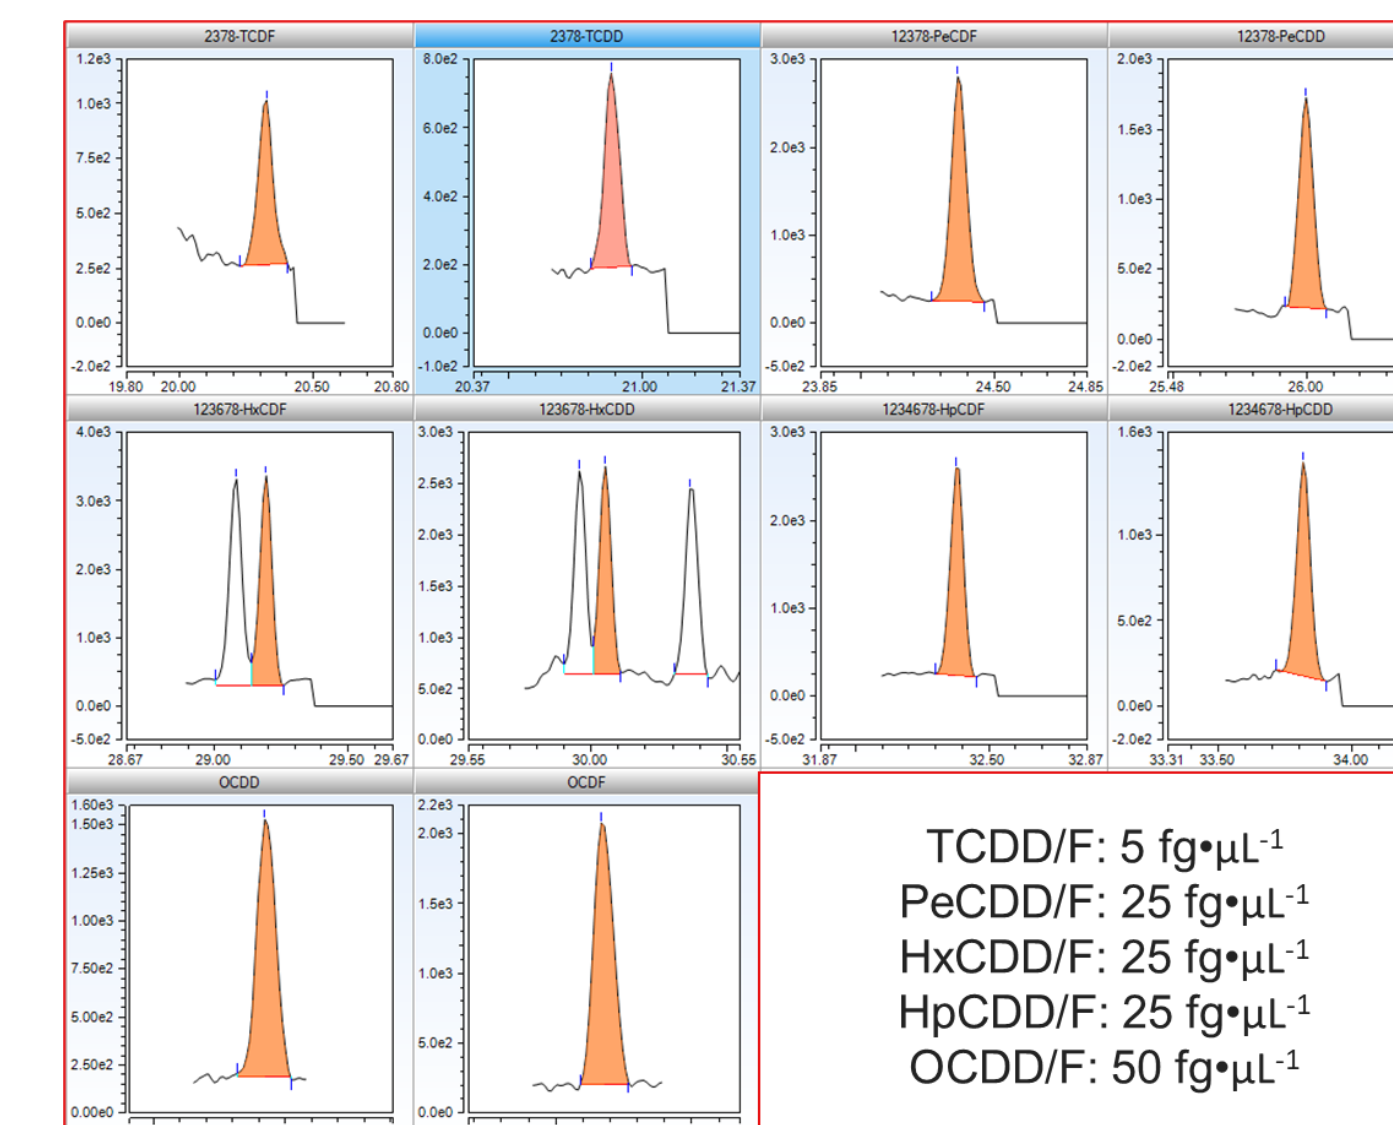 2378-TCDF 2378-TCDD 12378-PeCDF 12378-PeCDD
1.2e3 8.0e2 3.0e3 2.0e3
1.0e3 6.0e2 2.0e3 1.5e3
7.5e2 4.0e2 1.0e3 1.0e3
5.0e2 2.0e2 0.0e0 5.0e2
2.5e2 0.0e0 -5.0e2 0.0e0
0.0e0 -1.0e2 -2.0e2
-2.0e2
19.80 20.00 20.50 20.80 20.37 21.00 21.37 23.85 24.50 24.85 25.48 26.00
123678-HxCDF 123678-HxCDD 1234678-HpCDF 1234678-HpCDD
4.0e3 3.0e3 3.0e3 1.6e3
3.0e3 2.5e3 2.0e3 1.0e3
2.0e3 2.0e3 1.0e3 5.0e2
1.0e3 1.5e3 0.0e0 0.0e0
0.0e0 1.0e3 -5.0e2 -2.0e2
-5.0e2 5.0e2
0.0e0
28.67 29.00 29.50 29.67 29.55 30.00 30.55 31.87 32.50 32.87 33.31 33.50 34.00
OCDD OCDF
1.60e3 2.2e3
1.50e3 2.0e3
1.25e3 1.5e3
1.00e3 1.0e3
7.50e2 5.0e2
5.00e2 0.0e0
2.50e2
0.00e0
TCDD/F: 5 fg•µL⁻¹
PeCDD/F: 25 fg•µL⁻¹
HxCDD/F: 25 fg•µL⁻¹
HpCDD/F: 25 fg•µL⁻¹
OCDD/F: 50 fg•µL⁻¹